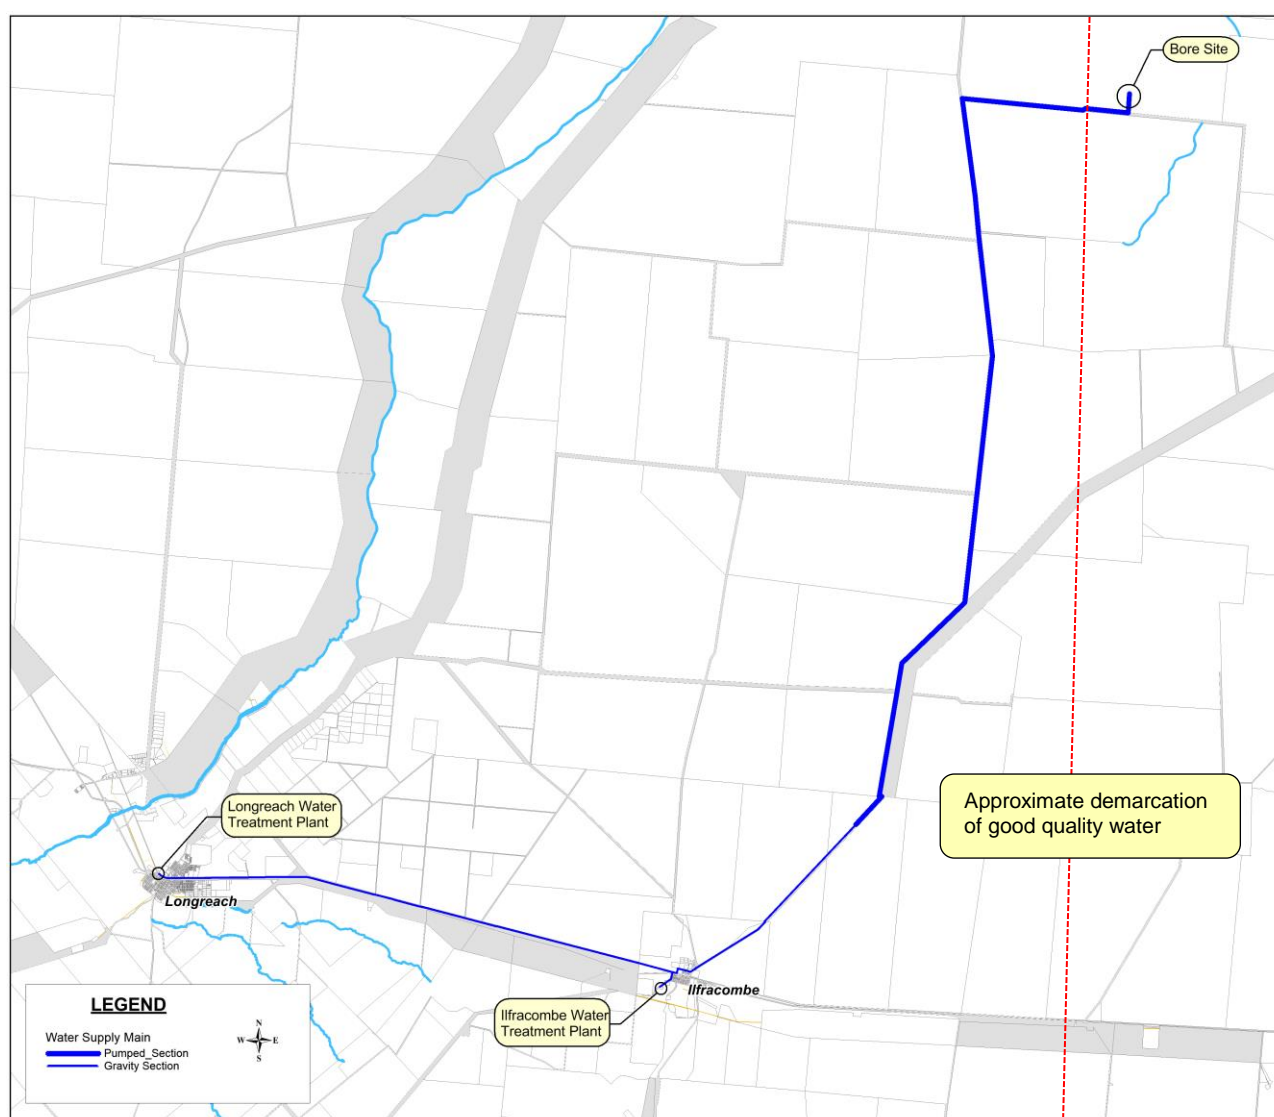 Bore Site
Approximate demarcation
of good quality water
Longreach Water
Treatment Plant
Longreach
Ilfracombe
Ilfracombe Water
Treatment Plant
LEGEND
Water Supply Main
Pumped_Section
Gravity Section
N
W E
S